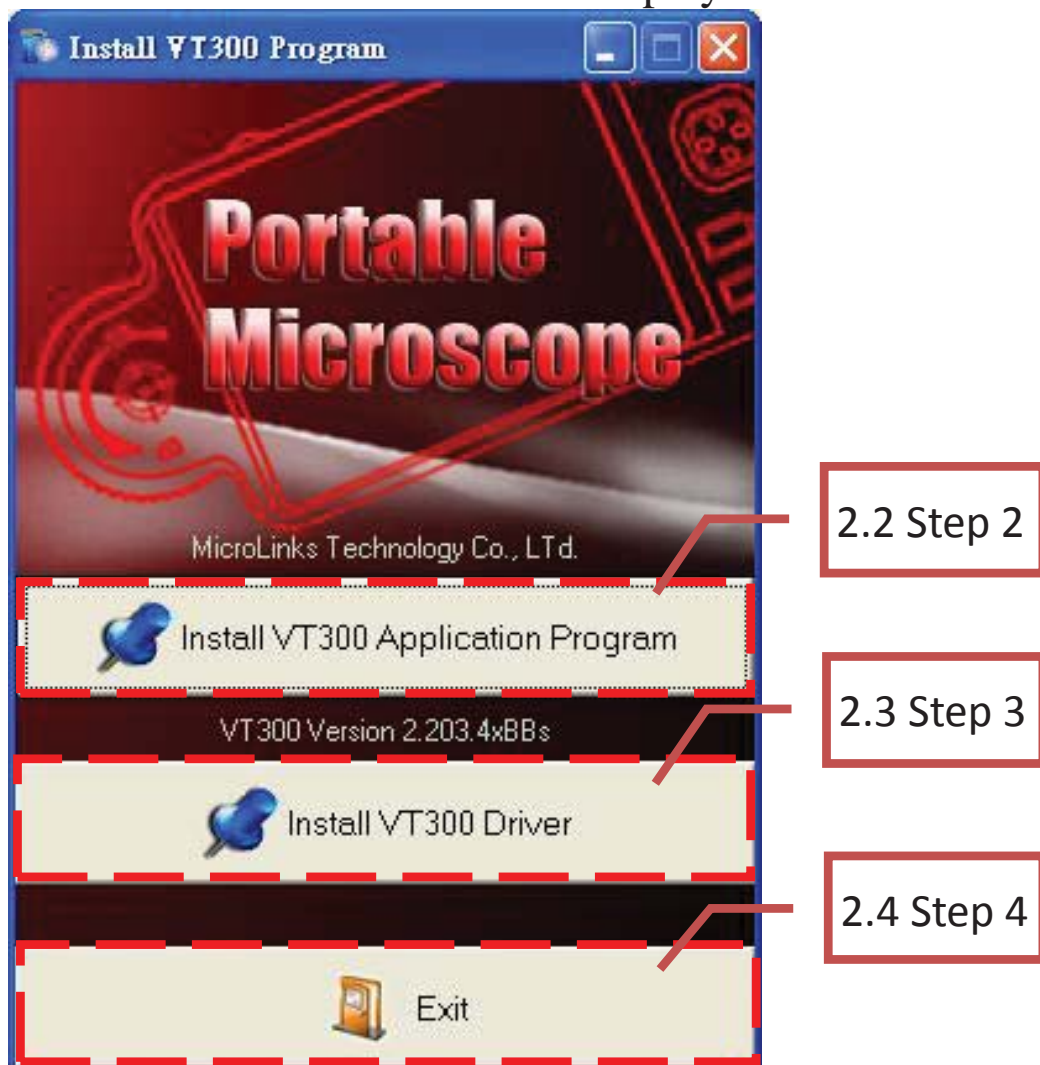 Install VT300 Program
Portable
Microscope
MicroLinks Technology Co., LTd.
2.2 Step 2
Install VT300 Application Program
2.3 Step 3
VT300 Version 2.203.4xBBs
Install VT300 Driver
2.4 Step 4
Exit